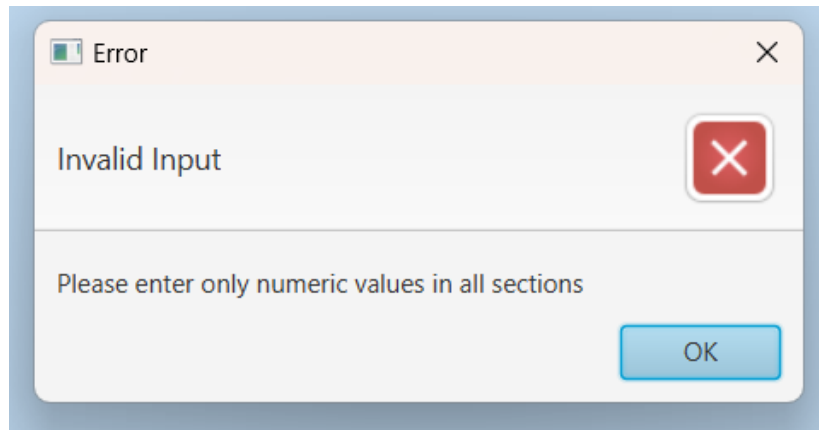 Error
Invalid Input
Please enter only numeric values in all sections
OK